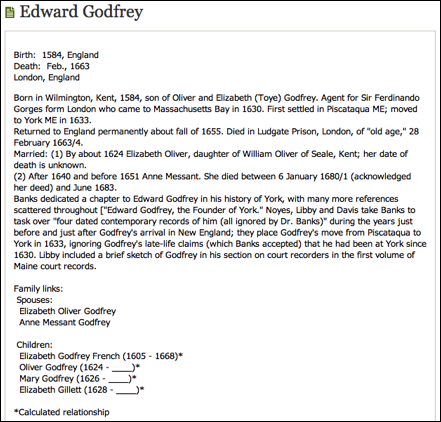 Edward Godfrey
Birth: 1584, England
Death: Feb., 1663
London, England
Born in Wilmington, Kent, 1584, son of Oliver and Elizabeth (Toye) Godfrey. Agent for Sir Ferdinando
Gorges form London who came to Massachusetts Bay in 1630. First settled in Piscataqua ME; moved
to York ME in 1633.
Returned to England permanently about fall of 1655. Died in Ludgate Prison, London, of "old age," 28
February 1663/4.
Married: (1) By about 1624 Elizabeth Oliver, daughter of William Oliver of Seale, Kent; her date of
death is unknown.
(2) After 1640 and before 1651 Anne Messant. She died between 6 January 1680/1 (acknowledged
her deed) and June 1683.
Banks dedicated a chapter to Edward Godfrey in his history of York, with many more references
scattered throughout ["Edward Godfrey, the Founder of York." Noyes, Libby and Davis take Banks to
task over "four dated contemporary records of him (all ignored by Dr. Banks)" during the years just
before and just after Godfrey's arrival in New England; they place Godfrey's move from Piscataqua to
York in 1633, ignoring Godfrey's late-life claims (which Banks accepted) that he had been at York since
1630. Libby included a brief sketch of Godfrey in his section on court recorders in the first volume of
Maine court records.
Family links:
Spouses:
Elizabeth Oliver Godfrey
Anne Messant Godfrey
Children:
Elizabeth Godfrey French (1605 - 1668)*
Oliver Godfrey (1624 - ____)*
Mary Godfrey (1626 - ____)*
Elizabeth Gillett (1628 - ____)*
*Calculated relationship